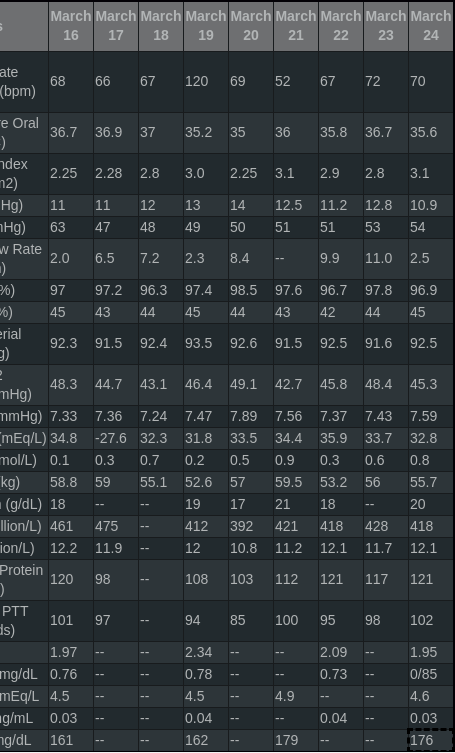 s March 16 March 17 March 18 March 19 March 20 March 21 March 22 March 23 March 24
ate (bpm) 68 66 67 120 69 52 67 72 70
e Oral ) 36.7 36.9 37 35.2 35 36 35.8 36.7 35.6
ndex m2) 2.25 2.28 2.8 3.0 2.25 3.1 2.9 2.8 3.1
Hg) 11 11 12 13 14 12.5 11.2 12.8 10.9
mHg) 63 47 48 49 50 51 51 53 54
w Rate ) 2.0 6.5 7.2 2.3 8.4 -- 9.9 11.0 2.5
%) 97 97.2 96.3 97.4 98.5 97.6 96.7 97.8 96.9
%) 45 43 44 45 44 43 42 44 45
erial g) 92.3 91.5 92.4 93.5 92.6 91.5 92.5 91.6 92.5
2 mHg) 48.3 44.7 43.1 46.4 49.1 42.7 45.8 48.4 45.3
mmHg) 7.33 7.36 7.24 7.47 7.89 7.56 7.37 7.43 7.59
(mEq/L) 34.8 -27.6 32.3 31.8 33.5 34.4 35.9 33.7 32.8
mol/L) 0.1 0.3 0.7 0.2 0.5 0.9 0.3 0.6 0.8
kg) 58.8 59 55.1 52.6 57 59.5 53.2 56 55.7
n (g/dL) 18 -- -- 19 17 21 18 -- 20
llion/L) 461 475 -- 412 392 421 418 428 418
ion/L) 12.2 11.9 -- 12 10.8 11.2 12.1 11.7 12.1
Protein ) 120 98 -- 108 103 112 121 117 121
PTT ds) 101 97 -- 94 85 100 95 98 102
1.97 -- -- 2.34 -- -- 2.09 -- 1.95
mg/dL 0.76 -- -- 0.78 -- -- 0.73 -- 0/85
mEq/L 4.5 -- -- 4.5 -- 4.9 -- -- 4.6
ng/mL 0.03 -- -- 0.04 -- -- 0.04 -- 0.03
mg/dL 161 -- -- 162 -- 179 -- -- 176